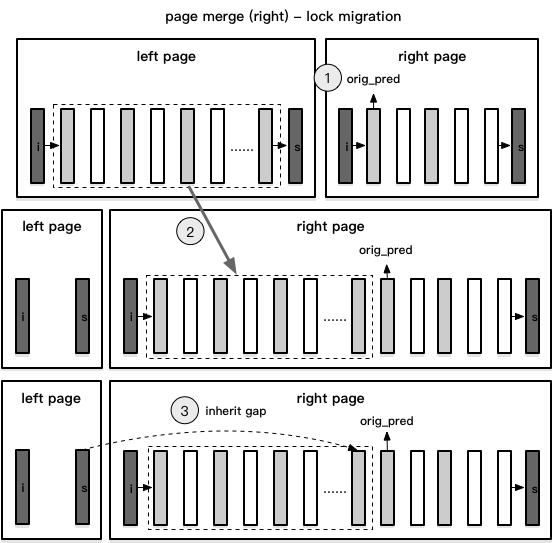 page merge (right) – lock migration
left page
right page
1
orig_pred
i
s
i
s
......
2
left page
right page
orig_pred
i
s
i
s
......
left page
right page
3
inherit gap
orig_pred
i
s
i
s
......